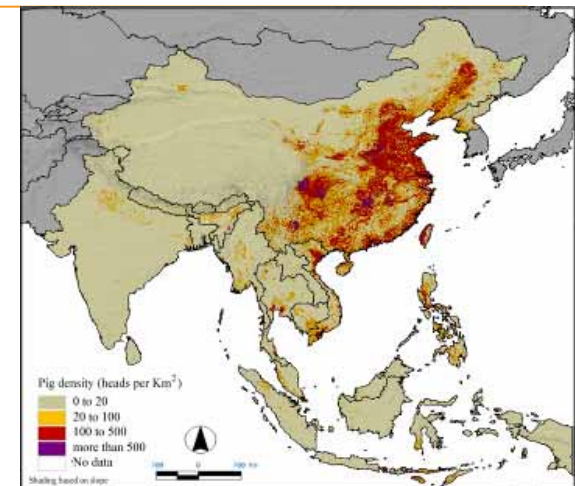 Pig density (heads per Km²)
0 to 20
20 to 100
100 to 500
more than 500
No data
0
Shading based on slope